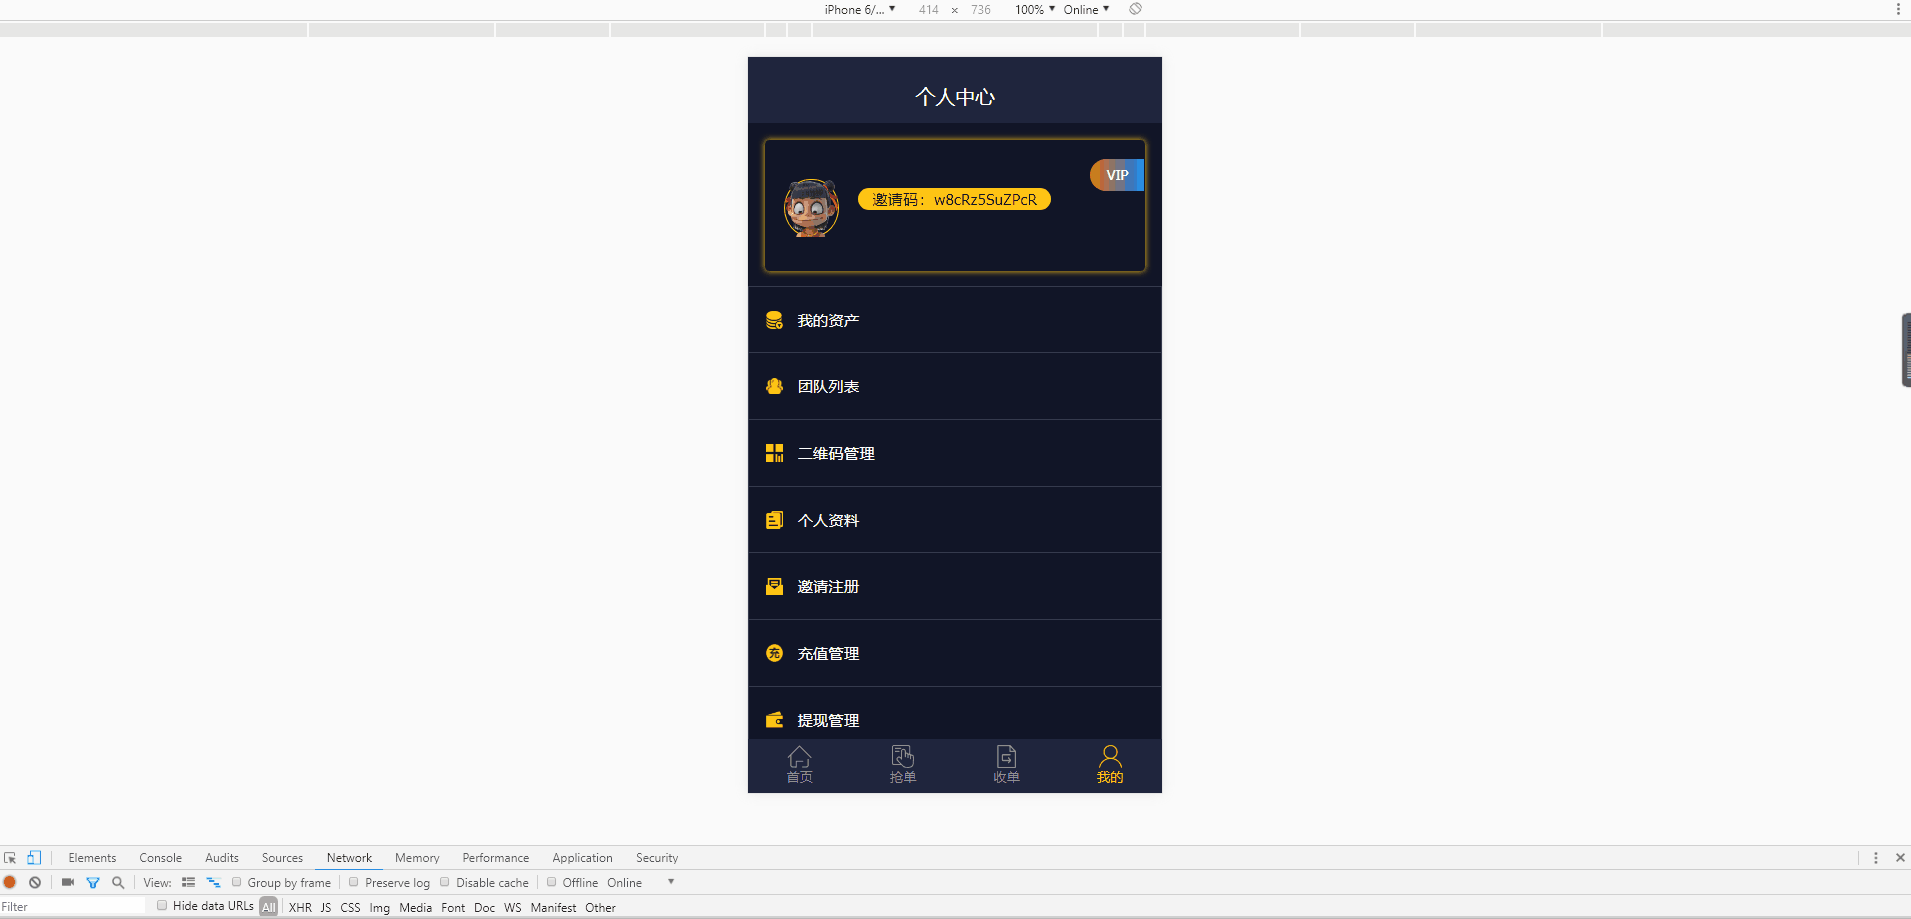 iPhone 6/... 414 × 736 100% Online
个人中心
VIP
邀请码：w8cRz5SuZPcR
我的资产
团队列表
二维码管理
个人资料
邀请注册
充 充值管理
提现管理
首页 抢单 收单 我的
Elements Console Audits Sources Network Memory Performance Application Security
View: Group by frame Preserve log Disable cache Offline Online
Filter Hide data URLs All XHR JS CSS Img Media Font Doc WS Manifest Other